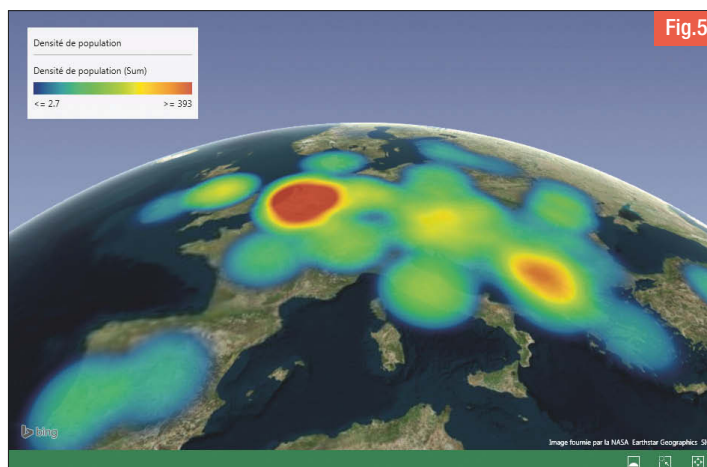 Fig.5
Densité de population
Densité de population (Sum)
<= 2.7 >= 393
bing
Image fournie par la NASA Earthstar Geographics